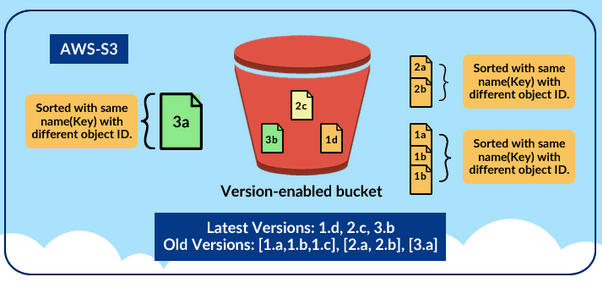 AWS-S3
Sorted with same
name(Key) with
different object ID.
3a
2c
3b
1d
Version-enabled bucket
2a
2b
Sorted with same
name(Key) with
different object ID.
1a
1b
1b
Sorted with same
name(Key) with
different object ID.
Latest Versions: 1.d, 2.c, 3.b
Old Versions: [1.a,1.b,1.c], [2.a, 2.b], [3.a]